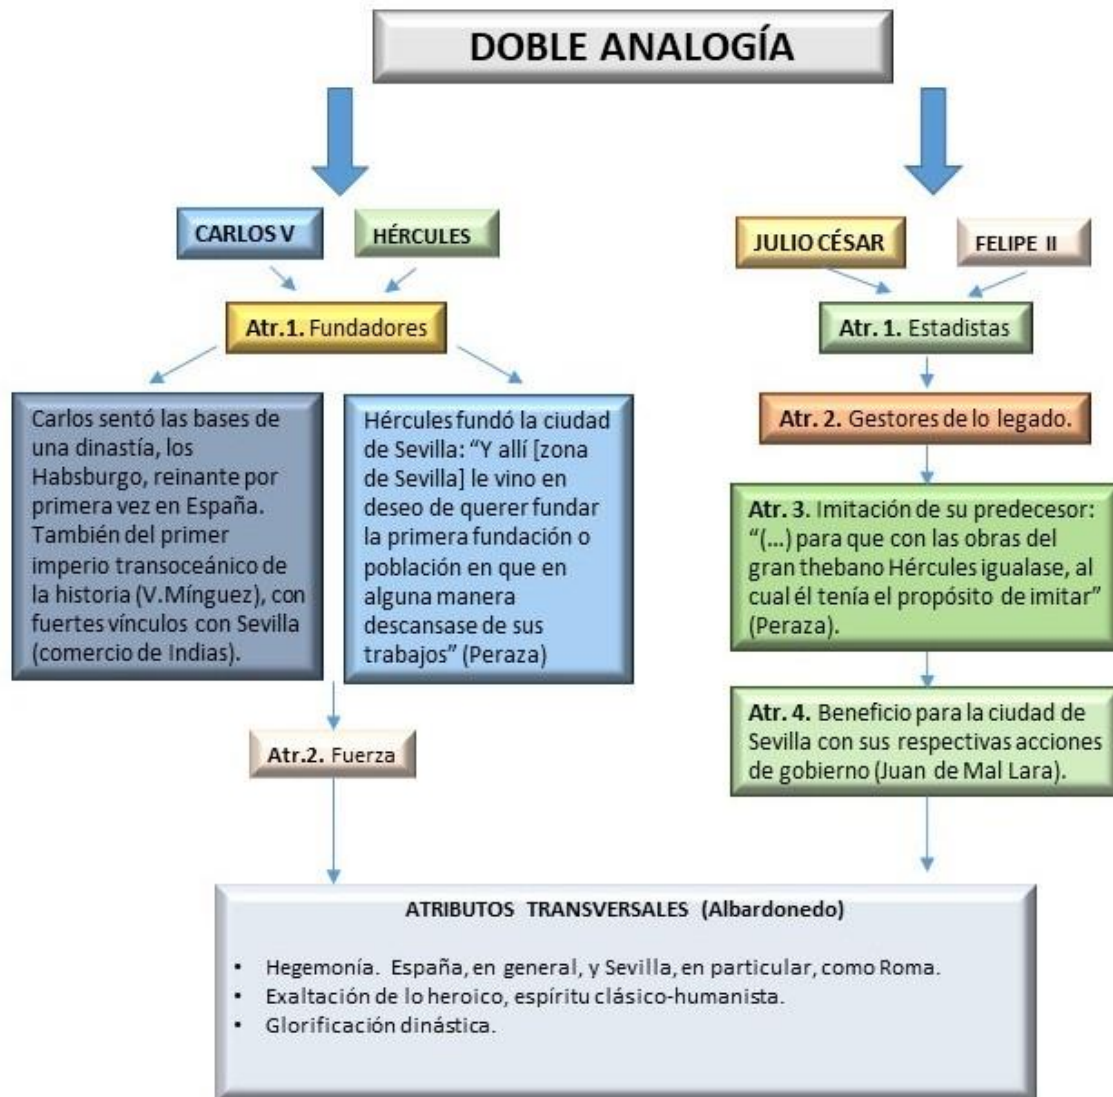 DOBLE ANALOGÍA
CARLOS V
HÉRCULES
Atr.1. Fundadores
Carlos sentó las bases de
una dinastía, los
Habsburgo, reinante por
primera vez en España.
También del primer
imperio transoceánico de
la historia (V.Mínguez), con
fuertes vínculos con Sevilla
(comercio de Indias).
Hércules fundó la ciudad
de Sevilla: “Y allí [zona
de Sevilla] le vino en
deseo de querer fundar
la primera fundación o
población en que en
alguna manera
descansase de sus
trabajos” (Peraza)
Atr.2. Fuerza
JULIO CÉSAR
FELIPE II
Atr. 1. Estadistas
Atr. 2. Gestores de lo legado.
Atr. 3. Imitación de su predecesor:
“(...) para que con las obras del
gran thebano Hércules igualase, al
cual él tenía el propósito de imitar”
(Peraza).
Atr. 4. Beneficio para la ciudad de
Sevilla con sus respectivas acciones
de gobierno (Juan de Mal Lara).
ATRIBUTOS TRANSVERSALES (Albardonedo)
• Hegemonía. España, en general, y Sevilla, en particular, como Roma.
• Exaltación de lo heroico, espíritu clásico-humanista.
• Glorificación dinástica.